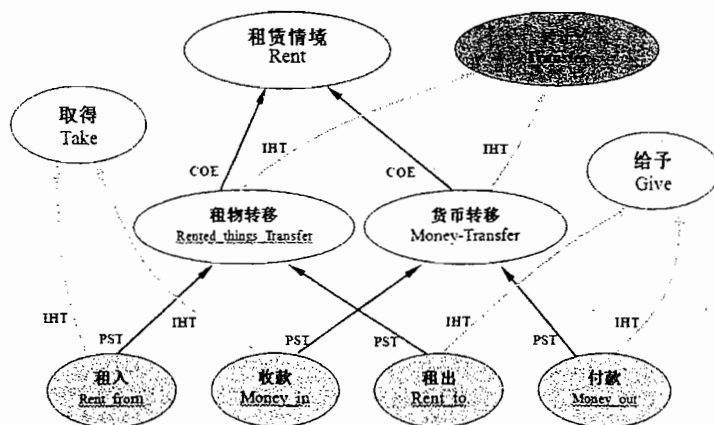 租赁情境
Rent
Transfer
取得
Take
给予
Give
IHT
IHT
COE
COE
租物转移
Rented_things_Transfer
货币转移
Money-Transfer
IHT
PST
IHT
PST
PST
IHT
PST
IHT
租入
Rent_from
收款
Money_in
租出
Rent_to
付款
Money_out